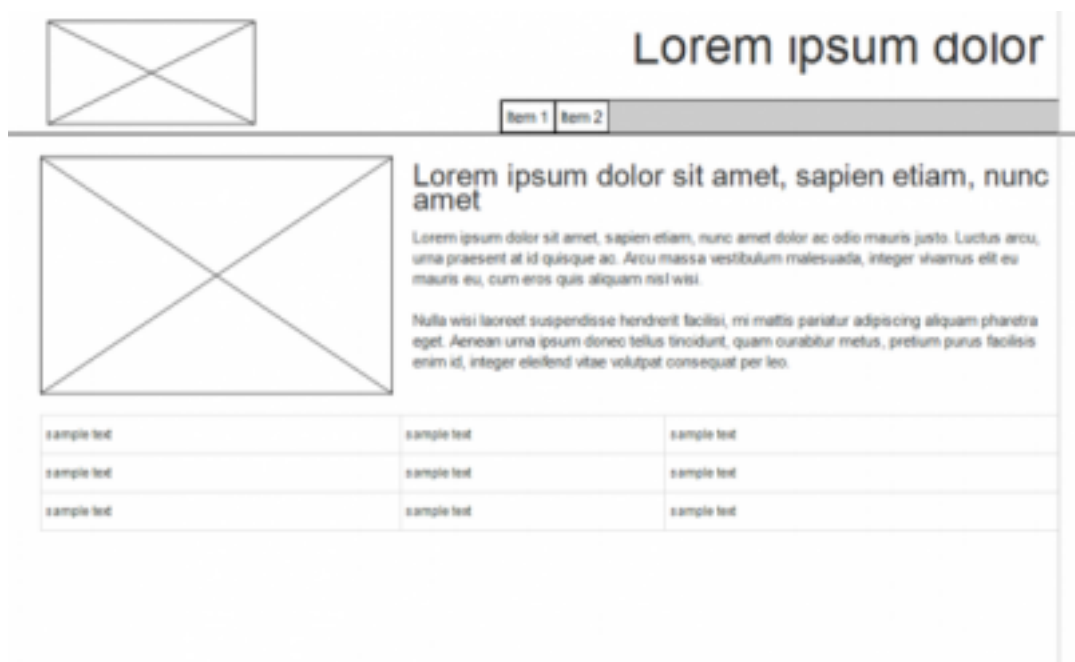 Lorem ipsum dolor
Item 1 Item 2
Lorem ipsum dolor sit amet, sapien etiam, nunc
amet
Lorem ipsum dolor sit amet, sapien etiam, nunc amet dolor ac odio mauris justo. Luctus arcu,
urna praesent at id quisque ac. Arcu massa vestibulum malesuada, integer vivamus elit eu
mauris eu, cum eros quis aliquam nisl wisi.
Nulla wisi laoreet suspendisse hendrerit facilisi, mi mattis pariatur adipiscing aliquam pharetra
eget. Aenean urna ipsum donec tellus tincidunt, quam curabitur metus, pretium purus facilisis
enim id, integer eleifend vitae volutpat consequat per leo.
sample text sample text sample text
sample text sample text sample text
sample text sample text sample text